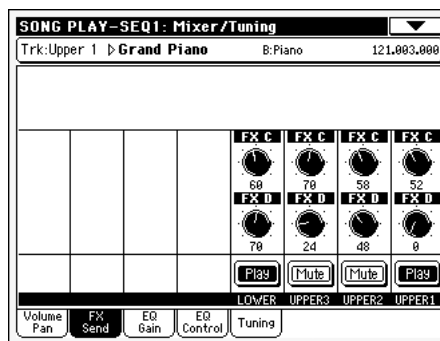 SONG PLAY-SEQ1: Mixer/Tuning
Trk:Upper 1 Grand Piano B:Piano 121.003.000
FX C FX C FX C FX C
60 70 58 52
FX D FX D FX D FX D
70 24 48 0
Play Mute Mute Play
LOWER UPPER3 UPPER2 UPPER1
Volume Pan FX Send EQ Gain EQ Control Tuning